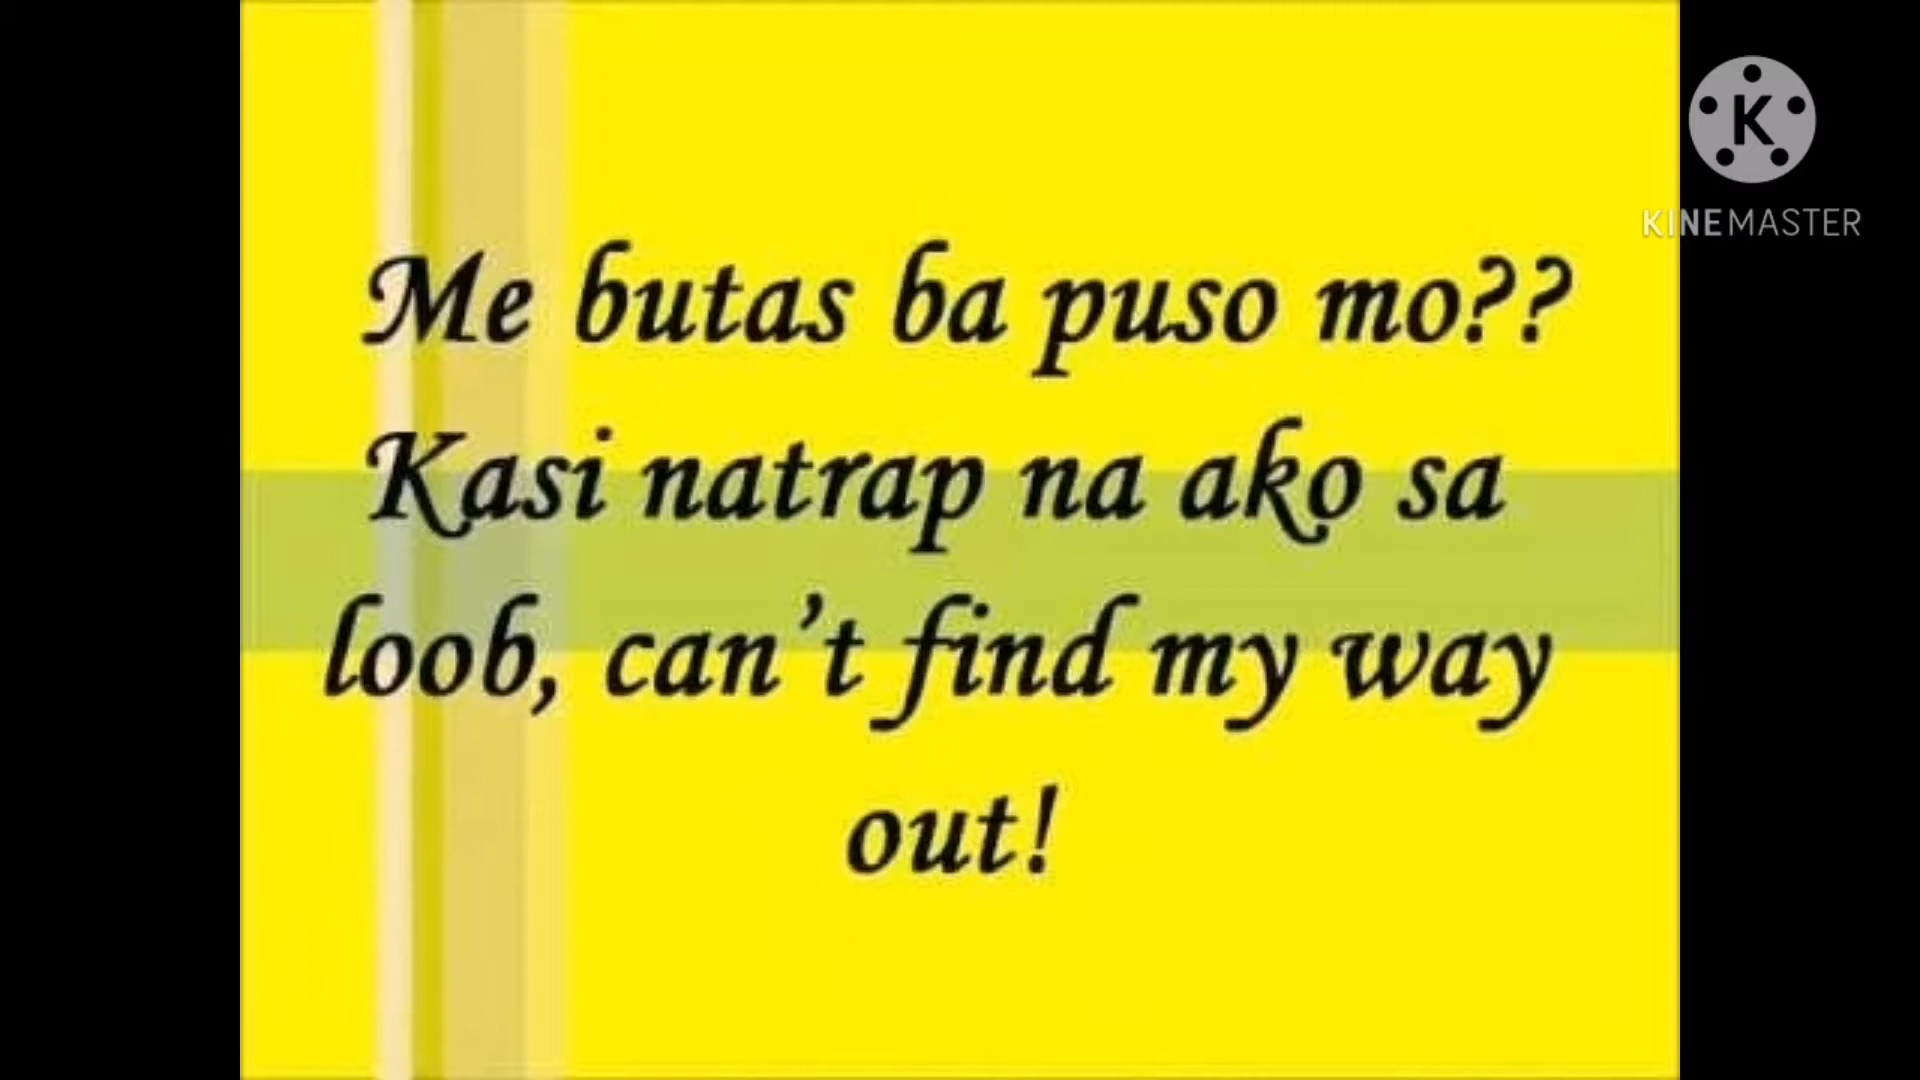 Me butas ba puso mo??
Kasi natrap na ako sa
loob, can't find my way
out!
K
KINEMASTER